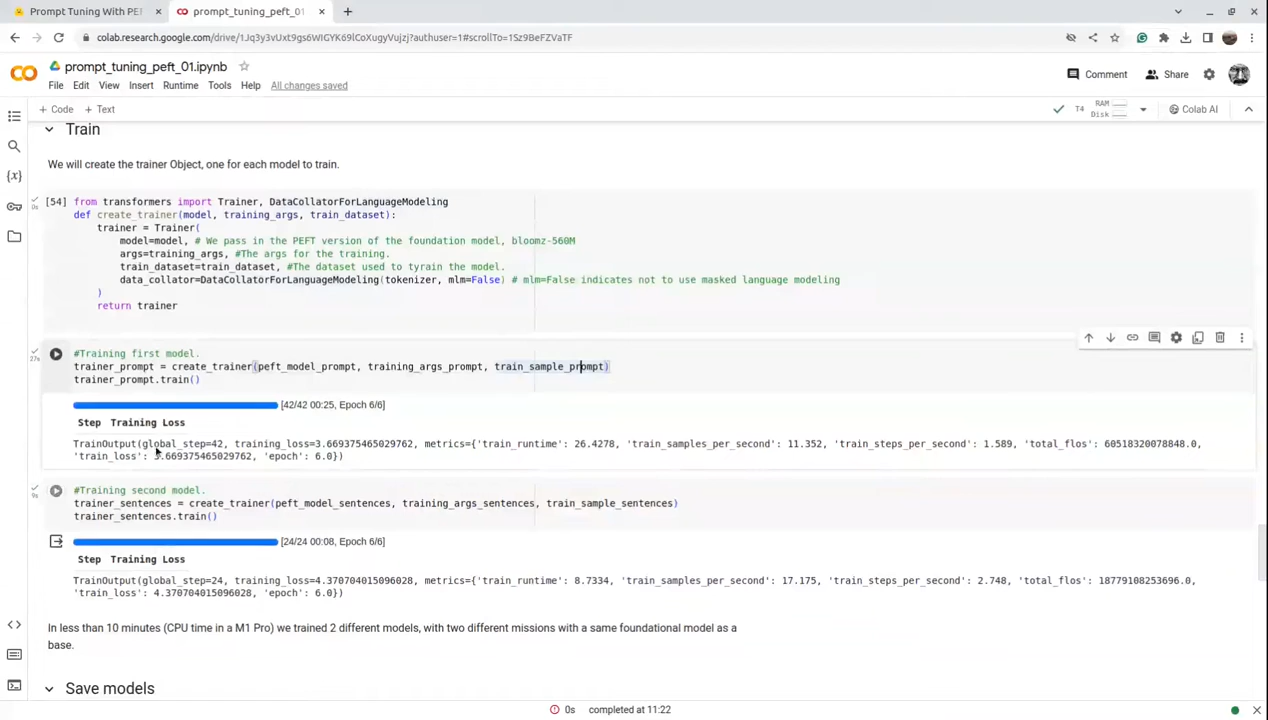 Prompt Tuning With PE
prompt_tuning_peft_01
colab.research.google.com/drive/1Jq3y3vUxt9gs6WIGYK69lCoXugyVujzj?authuser=1#scrollTo=1Sz9BeFZVaTF
prompt_tuning_peft_01.ipynb
Comment
Share
File Edit View Insert Runtime Tools Help All changes saved
+ Code + Text
T4
RAM
Disk
Colab AI
Train
We will create the trainer Object, one for each model to train.
[54] from transformers import Trainer, DataCollatorForLanguageModeling
0s
def create_trainer(model, training_args, train_dataset):
trainer = Trainer(
model=model, # We pass in the PEFT version of the foundation model, bloomz-560M
args=training_args, #The args for the training.
train_dataset=train_dataset, #The dataset used to tyrain the model.
data_collator=DataCollatorForLanguageModeling(tokenizer, mlm=False) # mlm=False indicates not to use masked language modeling
)
return trainer
#Training first model.
27s
trainer_prompt = create_trainer(peft_model_prompt, training_args_prompt, train_sample_prompt)
trainer_prompt.train()
[42/42 00:25, Epoch 6/6]
Step Training Loss
TrainOutput(global_step=42, training_loss=3.669375465029762, metrics={'train_runtime': 26.4278, 'train_samples_per_second': 11.352, 'train_steps_per_second': 1.589, 'total_flos': 60518320078848.0,
'train_loss': 3.669375465029762, 'epoch': 6.0})
#Training second model.
9s
trainer_sentences = create_trainer(peft_model_sentences, training_args_sentences, train_sample_sentences)
trainer_sentences.train()
[24/24 00:08, Epoch 6/6]
Step Training Loss
TrainOutput(global_step=24, training_loss=4.370704015096028, metrics={'train_runtime': 8.7334, 'train_samples_per_second': 17.175, 'train_steps_per_second': 2.748, 'total_flos': 18779108253696.0,
'train_loss': 4.370704015096028, 'epoch': 6.0})
In less than 10 minutes (CPU time in a M1 Pro) we trained 2 different models, with two different missions with a same foundational model as a
base.
Save models
0s completed at 11:22